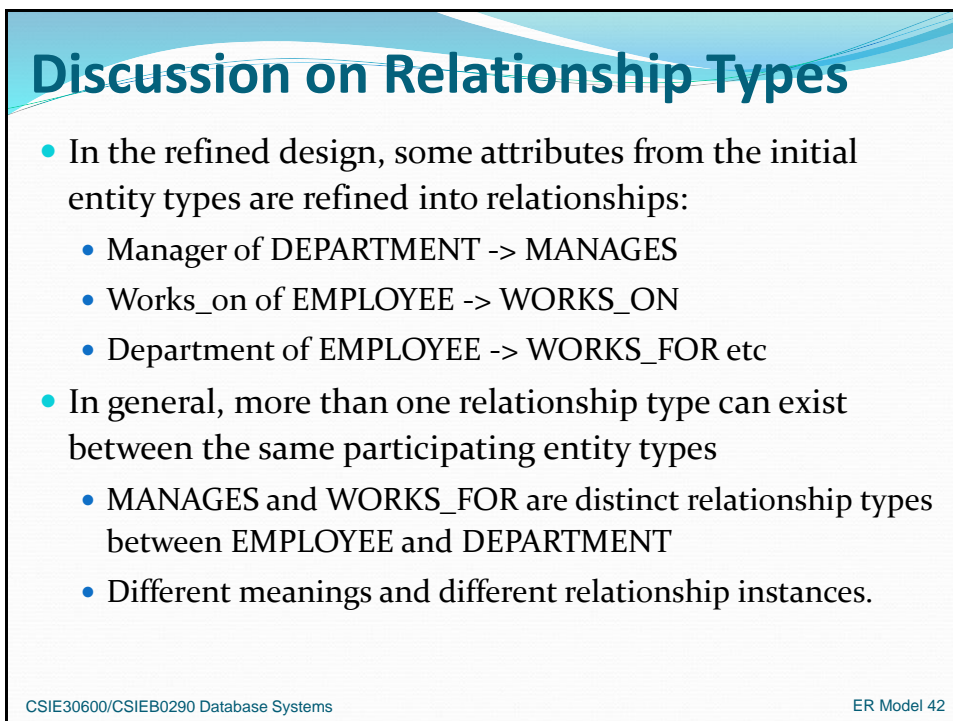 Discussion on Relationship Types
• In the refined design, some attributes from the initial
entity types are refined into relationships:
• Manager of DEPARTMENT -> MANAGES
• Works_on of EMPLOYEE -> WORKS_ON
• Department of EMPLOYEE -> WORKS_FOR etc
• In general, more than one relationship type can exist
between the same participating entity types
• MANAGES and WORKS_FOR are distinct relationship types
between EMPLOYEE and DEPARTMENT
• Different meanings and different relationship instances.
CSIE30600/CSIEB0290 Database Systems
ER Model 42